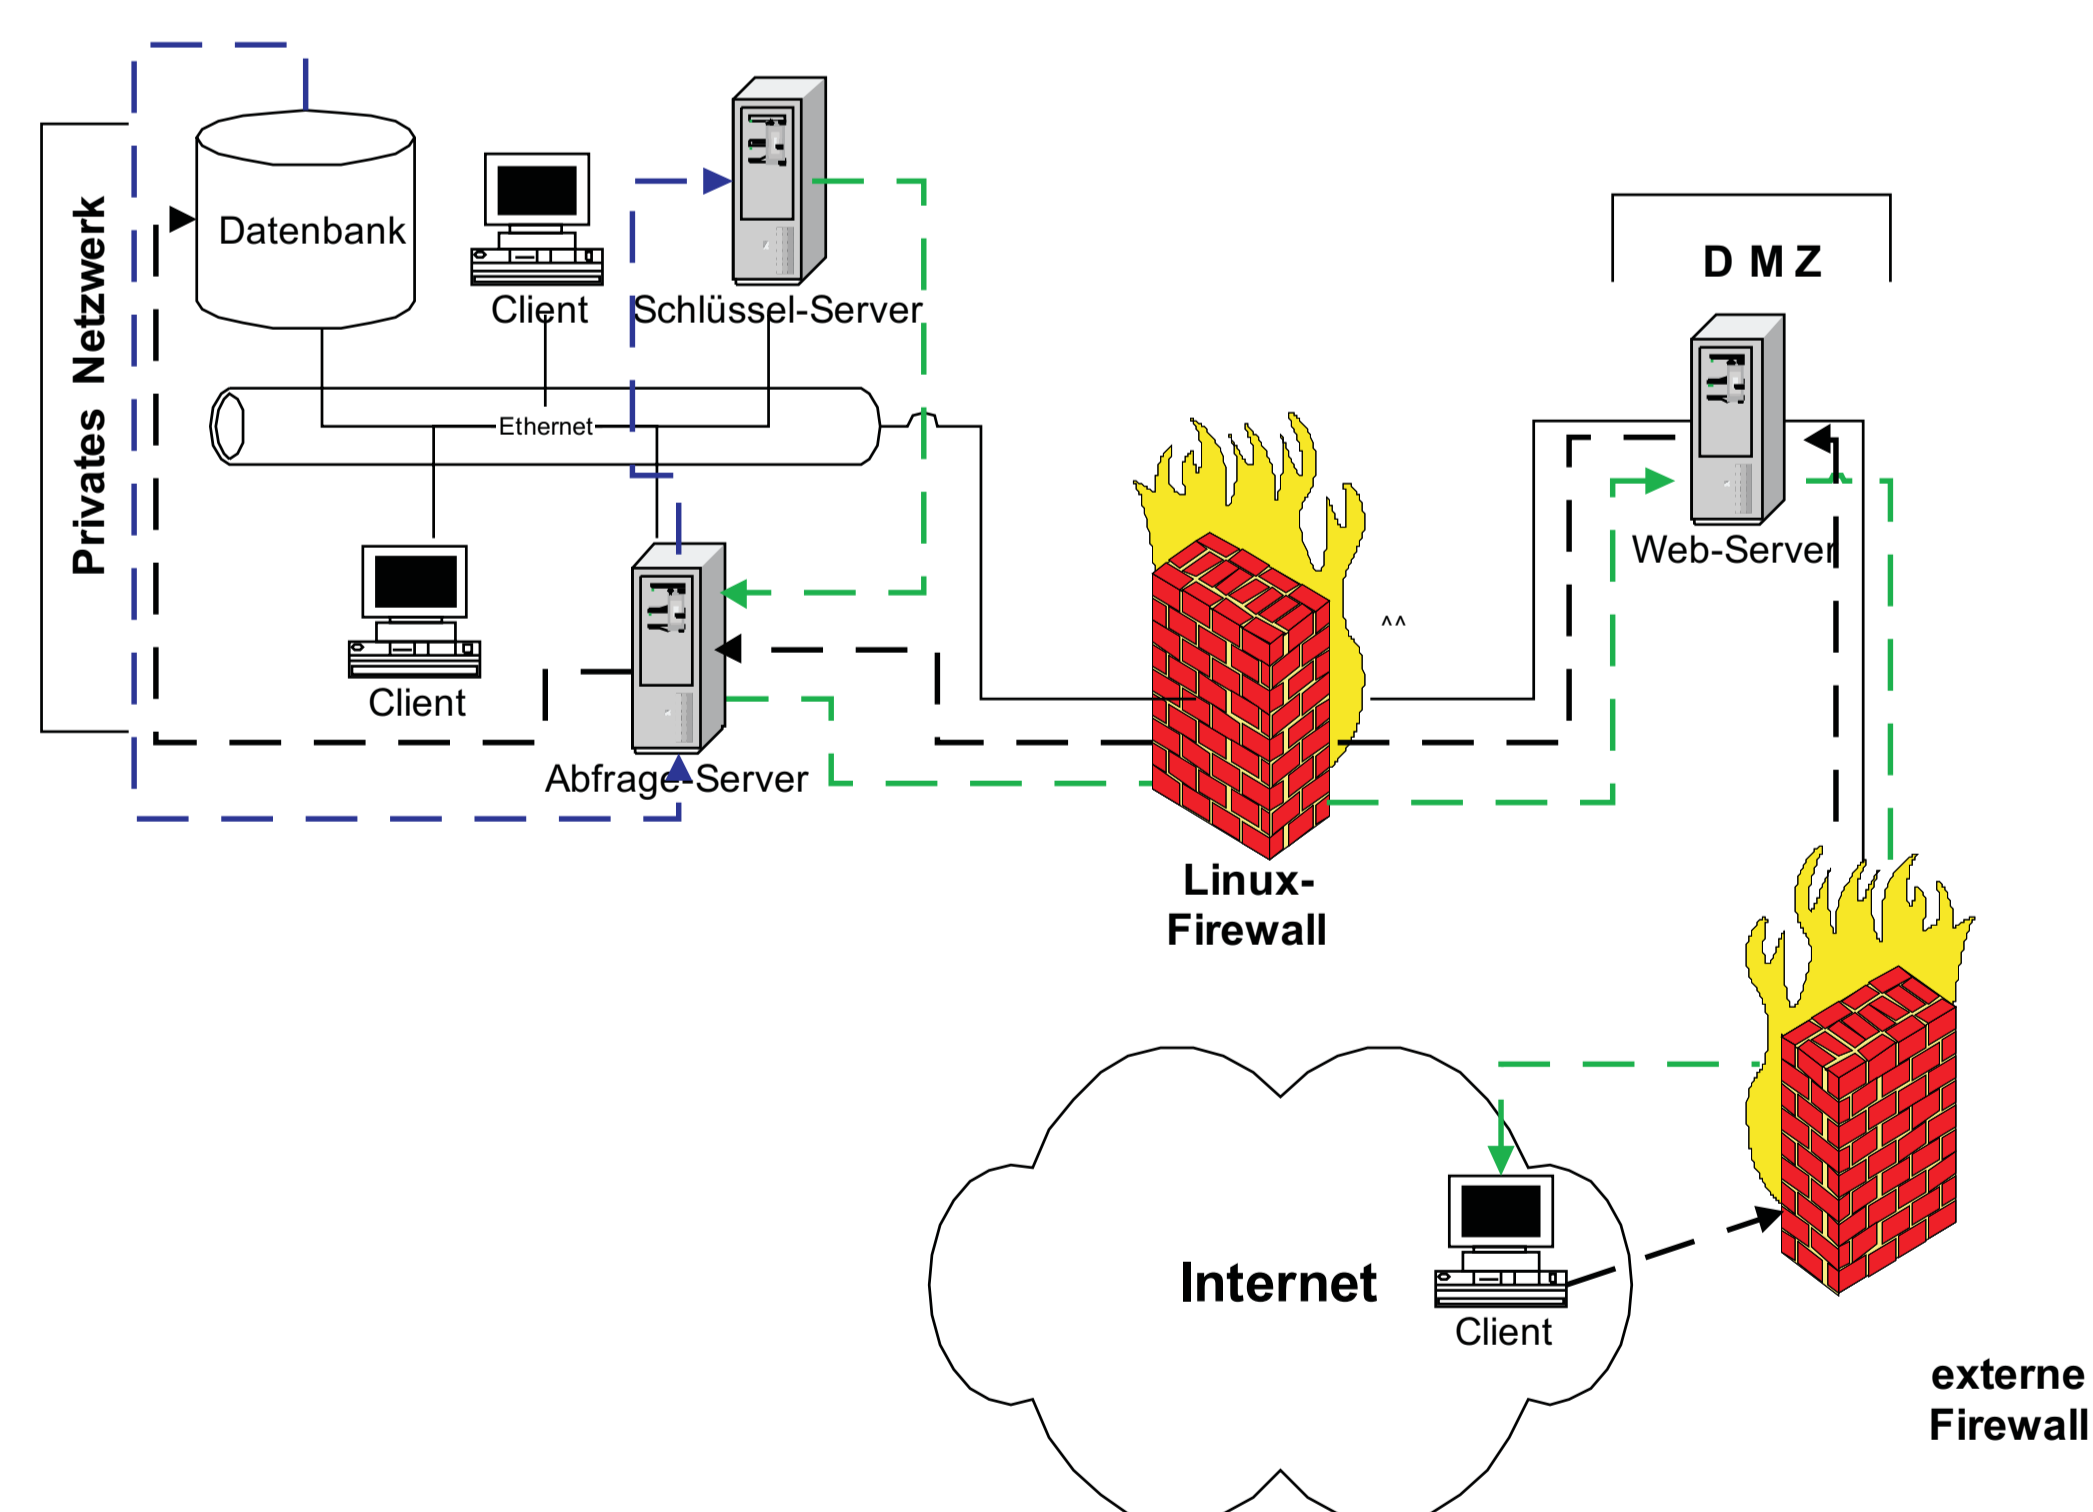 Privates Netzwerk
Datenbank
Client
Schlüssel-Server
Ethernet
Client
Abfrage-Server
D M Z
Web-Server
^^
Linux-
Firewall
Internet
Client
externe
Firewall